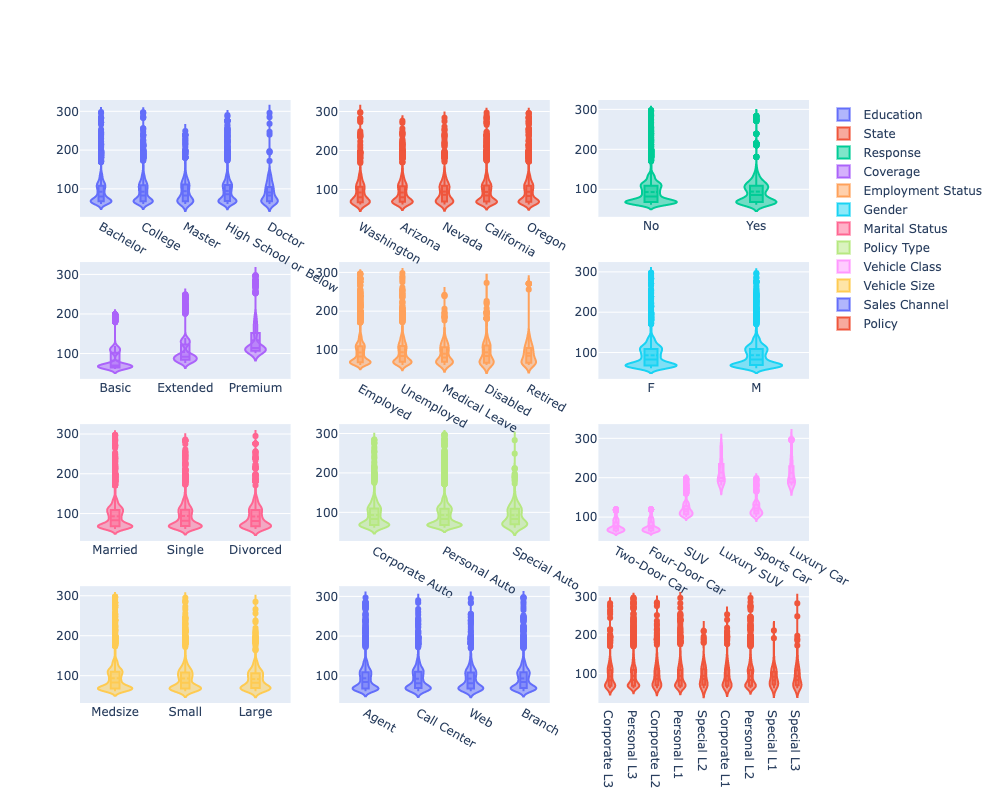 300
200
100
Bachelor
College
Master
High School or Below
Doctor
300
200
100
Washington
Arizona
Nevada
California
Oregon
300
200
100
No
Yes
Education
State
Response
Coverage
Employment Status
Gender
Marital Status
Policy Type
Vehicle Class
Vehicle Size
Sales Channel
Policy
300
200
100
Basic
Extended
Premium
300
200
100
Employed
Unemployed
Medical Leave
Disabled
Retired
300
200
100
F
M
300
200
100
Married
Single
Divorced
300
200
100
Corporate Auto
Personal Auto
Special Auto
300
200
100
Two-Door Car
Four-Door Car
SUV
Luxury SUV
Sports Car
Luxury Car
300
200
100
Medsize
Small
Large
300
200
100
Agent
Call Center
Web
Branch
300
200
100
Corporate L3
Personal L3
Corporate L2
Personal L1
Special L2
Corporate L1
Personal L2
Special L1
Special L3